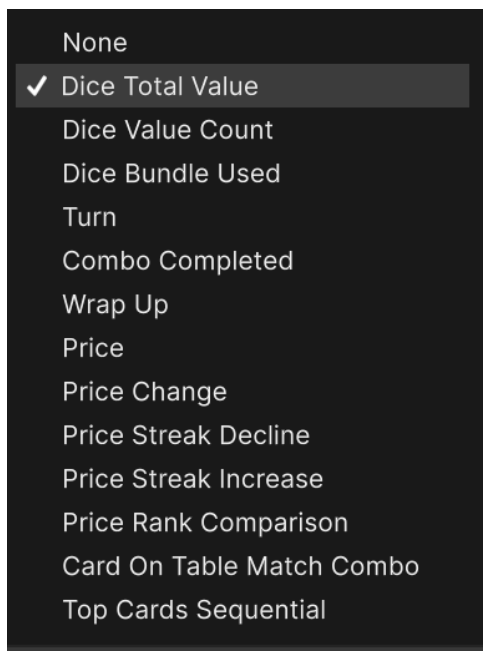 None
✓ Dice Total Value
Dice Value Count
Dice Bundle Used
Turn
Combo Completed
Wrap Up
Price
Price Change
Price Streak Decline
Price Streak Increase
Price Rank Comparison
Card On Table Match Combo
Top Cards Sequential